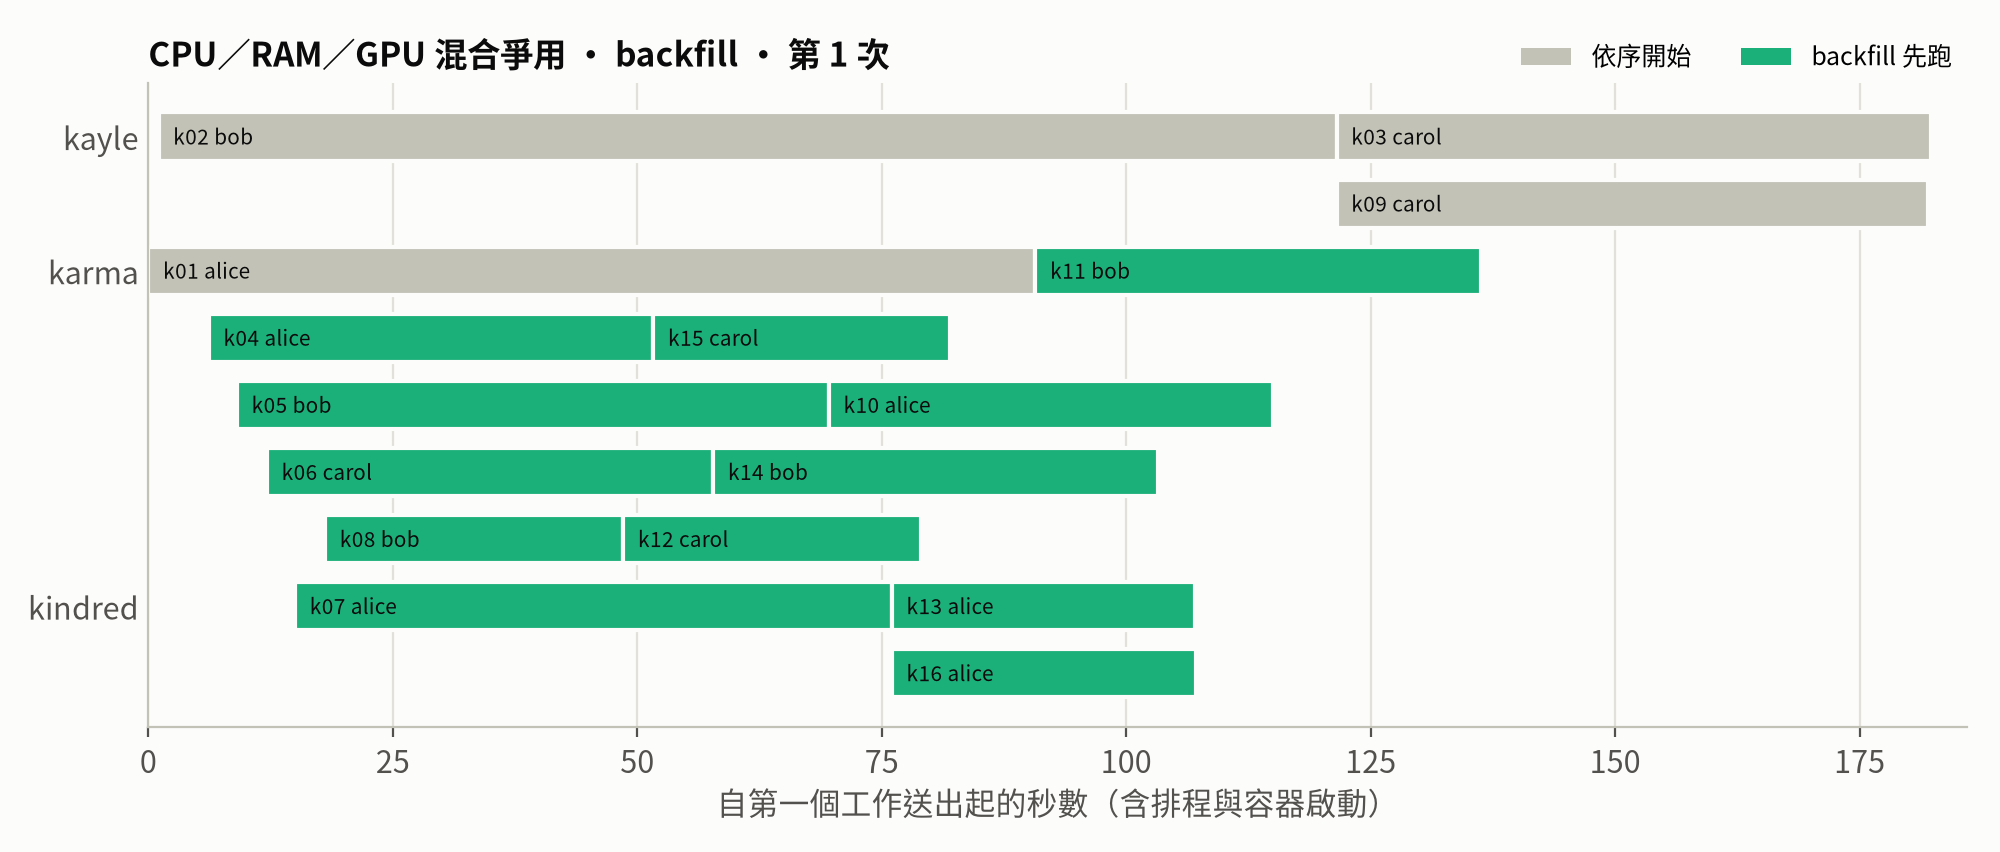 CPU／RAM／GPU 混合爭用 · backfill · 第 1 次
依序開始
backfill 先跑
kayle
k02 bob
k03 carol
k09 carol
karma
k01 alice
k11 bob
k04 alice
k15 carol
k05 bob
k10 alice
k06 carol
k14 bob
k08 bob
k12 carol
kindred
k07 alice
k13 alice
k16 alice
0 25 50 75 100 125 150 175
自第一個工作送出起的秒數（含排程與容器啟動）